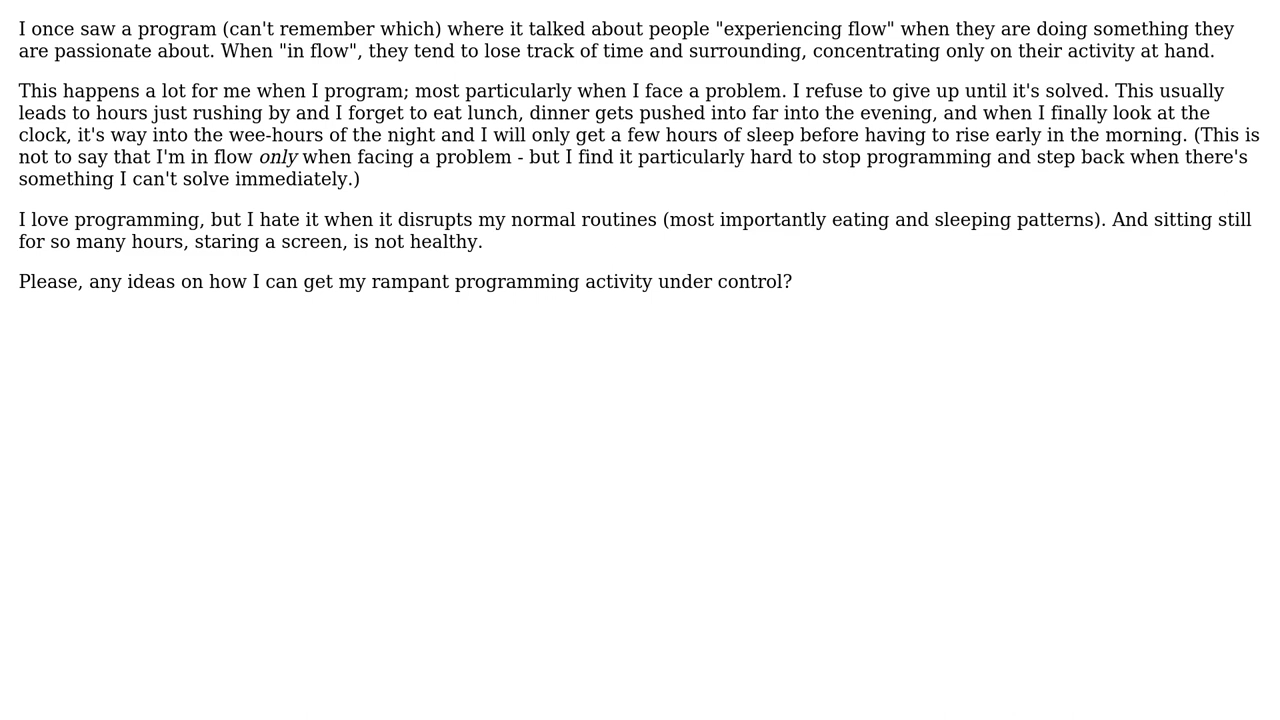 I once saw a program (can't remember which) where it talked about people "experiencing flow" when they are doing something they
are passionate about. When "in flow", they tend to lose track of time and surrounding, concentrating only on their activity at hand.
This happens a lot for me when I program; most particularly when I face a problem. I refuse to give up until it's solved. This usually
leads to hours just rushing by and I forget to eat lunch, dinner gets pushed into far into the evening, and when I finally look at the
clock, it's way into the wee-hours of the night and I will only get a few hours of sleep before having to rise early in the morning. (This is
not to say that I'm in flow only when facing a problem - but I find it particularly hard to stop programming and step back when there's
something I can't solve immediately.)
I love programming, but I hate it when it disrupts my normal routines (most importantly eating and sleeping patterns). And sitting still
for so many hours, staring a screen, is not healthy.
Please, any ideas on how I can get my rampant programming activity under control?